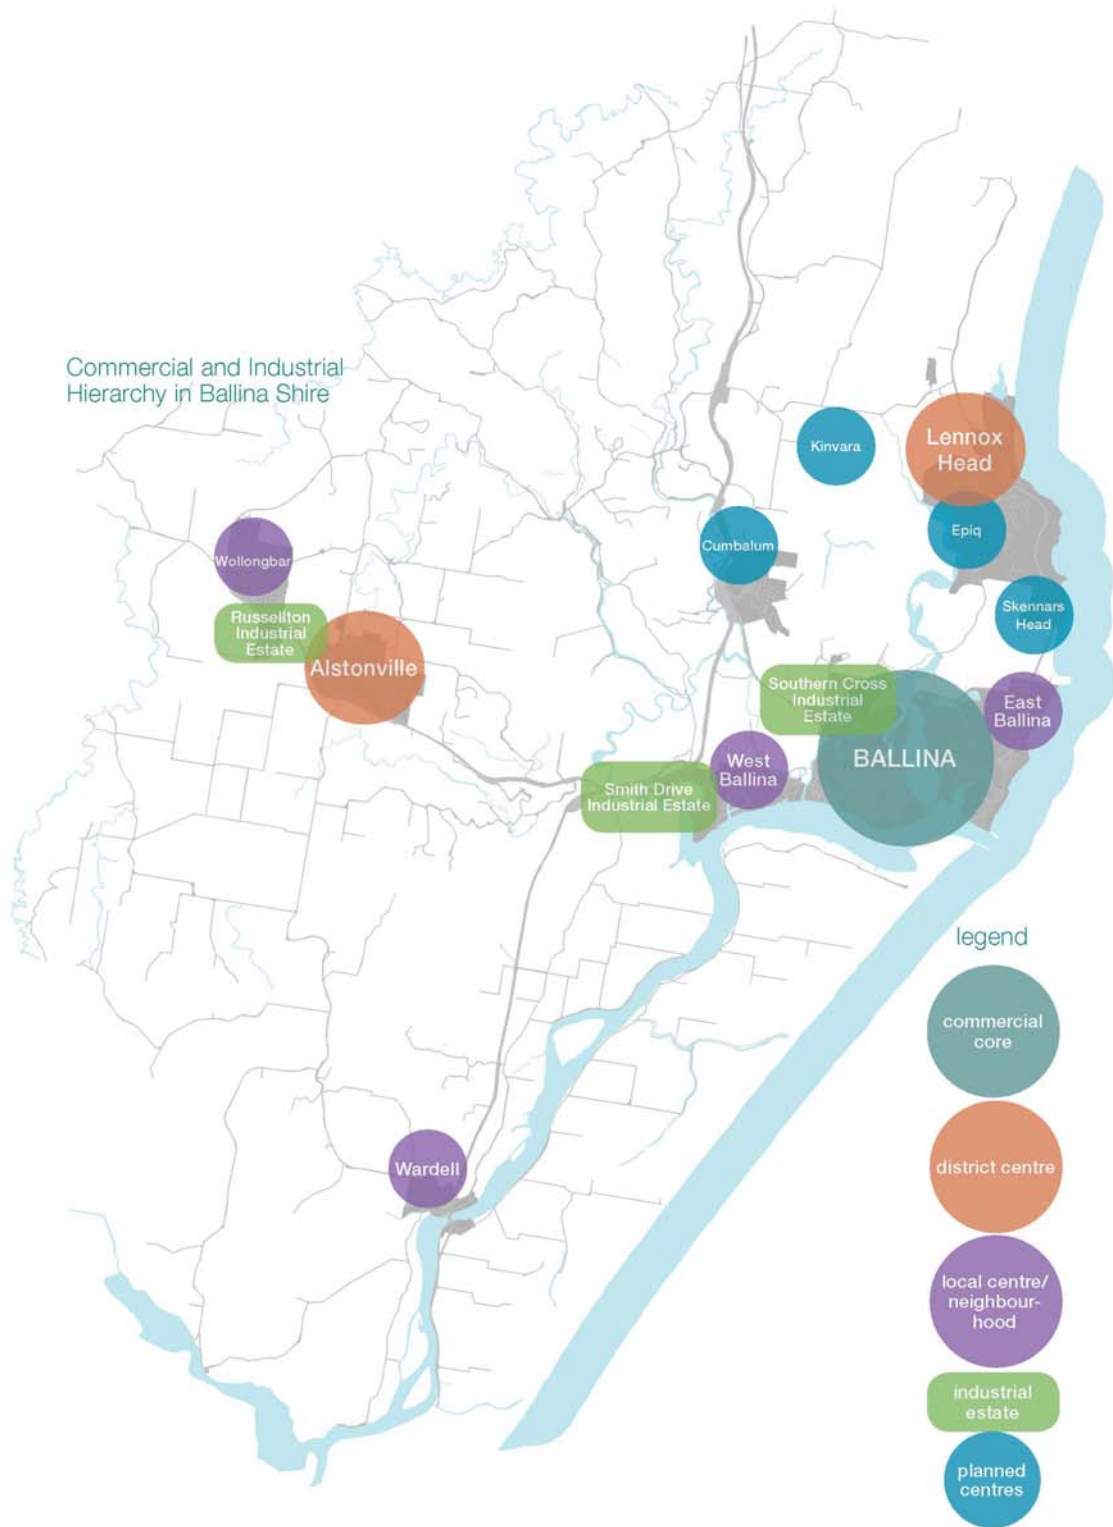 Commercial and Industrial
Hierarchy in Ballina Shire
Kinvara
Lennox
Head
Epiq
Cumbalum
Wollongbar
Skennars
Head
Russellton
Industrial
Estate
Alstonville
Southern Cross
Industrial
Estate
East
Ballina
West
Ballina
BALLINA
Smith Drive
Industrial Estate
Wardell
legend
commercial
core
district centre
local centre/
neighbour-
hood
industrial
estate
planned
centres